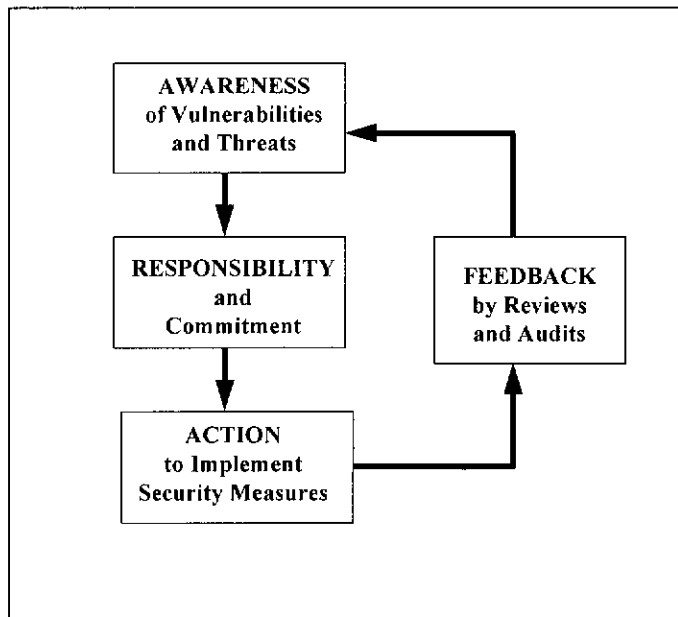 AWARENESS
of Vulnerabilities
and Threats
RESPONSIBILITY
and
Commitment
ACTION
to Implement
Security Measures
FEEDBACK
by Reviews
and Audits